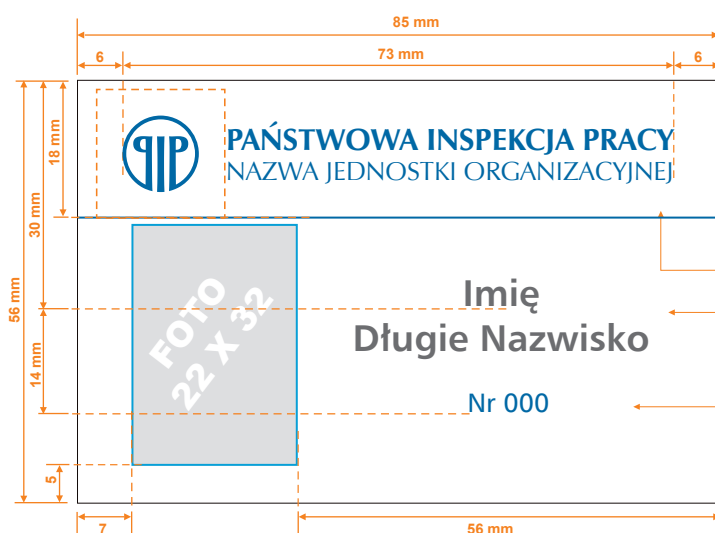 85 mm
6
73 mm
6
18 mm
30 mm
56 mm
14 mm
5
PIP
PAŃSTWOWA INSPEKCJA PRACY
NAZWA JEDNOSTKI ORGANIZACYJNEJ
FOTO
22 X 32
Imię
Długie Nazwisko
Nr 000
7
56 mm